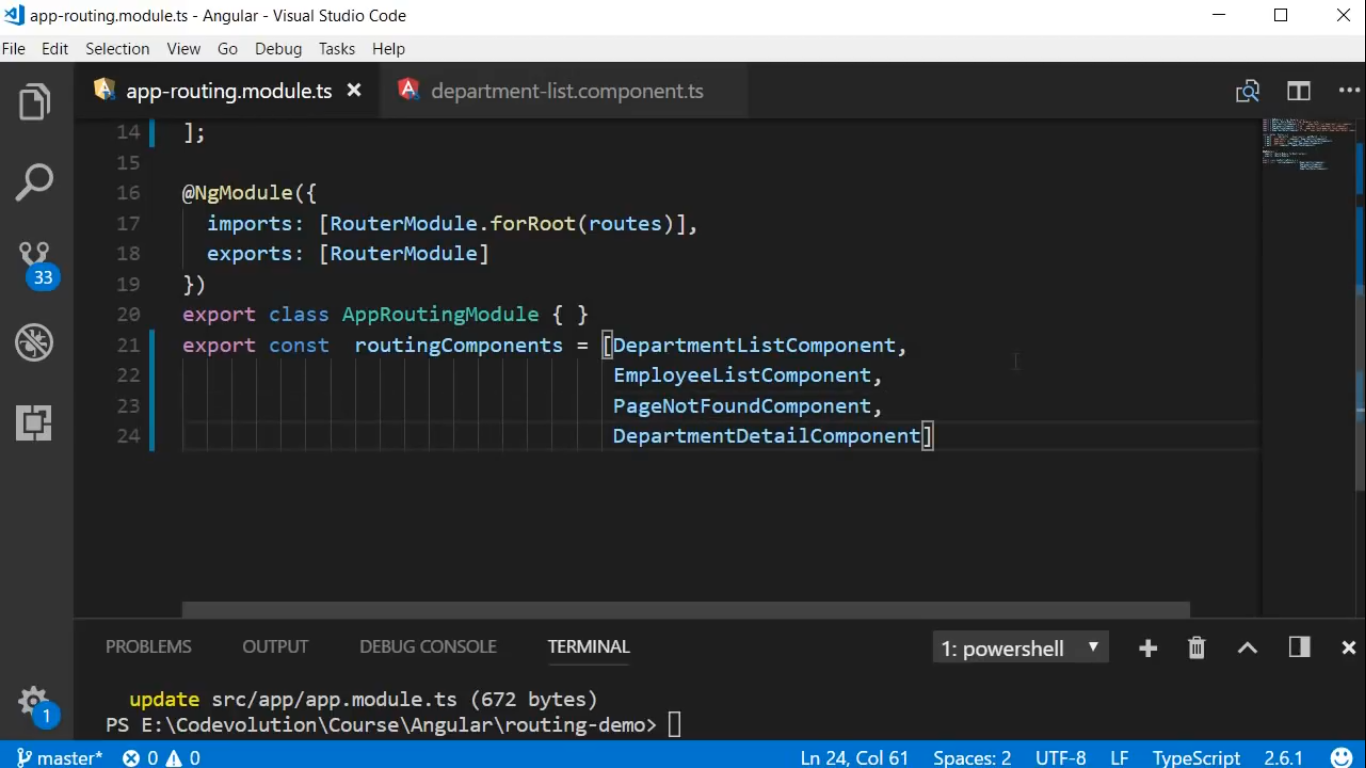 app-routing.module.ts - Angular - Visual Studio Code
File Edit Selection View Go Debug Tasks Help
app-routing.module.ts department-list.component.ts
14 ];
15
16 @NgModule({
17 imports: [RouterModule.forRoot(routes)],
18 exports: [RouterModule]
19 })
20 export class AppRoutingModule { }
21 export const routingComponents = [DepartmentListComponent,
22 EmployeeListComponent,
23 PageNotFoundComponent,
24 DepartmentDetailComponent]
33
PROBLEMS OUTPUT DEBUG CONSOLE TERMINAL 1: powershell
update src/app/app.module.ts (672 bytes)
PS E:\Codevolution\Course\Angular\routing-demo>
1
master* 0 0 Ln 24, Col 61 Spaces: 2 UTF-8 LF TypeScript 2.6.1